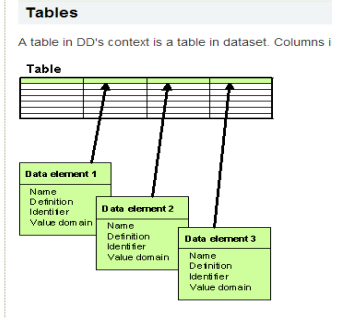 Tables
A table in DD's context is a table in dataset. Columns i
Table
Data element 1
Name
Definition
Identifier
Value domain
Data element 2
Name
Definition
Identifier
Value domain
Data element 3
Name
Definition
Identifier
Value domain